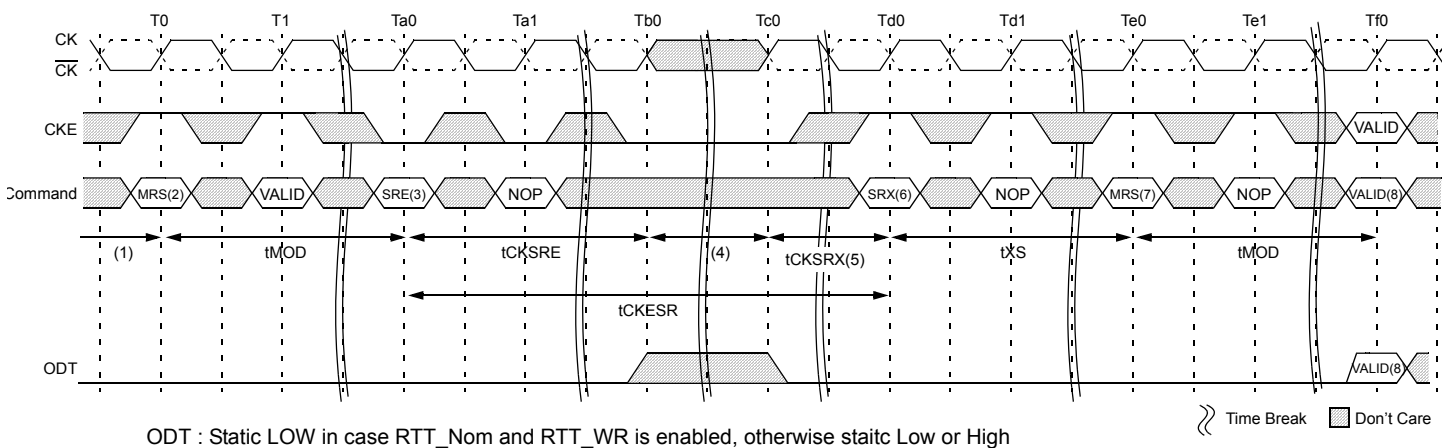 T0 T1 Ta0 Ta1 Tb0 Tc0 Td0 Td1 Te0 Te1 Tf0
CK
CK
CKE VALID
Command MRS(2) VALID SRE(3) NOP SRX(6) NOP MRS(7) NOP VALID(8)
(1) tMOD tCKSRE (4) tCKSRX(5) tXS tMOD
tCKESR
ODT VALID(8)
Time Break Don't Care
ODT : Static LOW in case RTT_Nom and RTT_WR is enabled, otherwise staitc Low or High